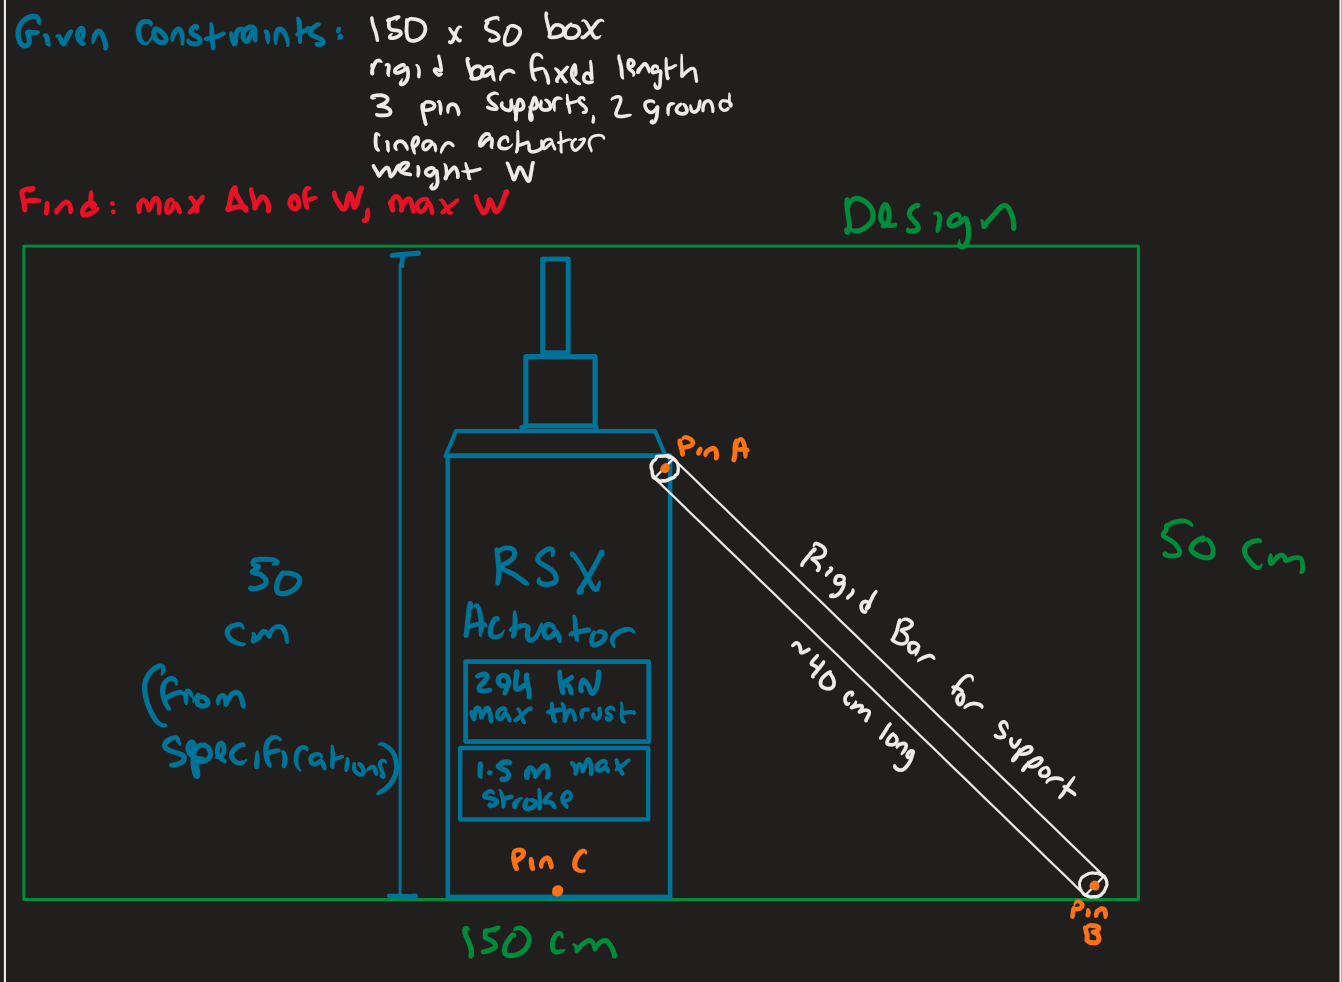 Given Constraints: 150 x 50 box
rigid bar fixed length
3 pin supports, 2 ground
linear actuator
weight W
Find: max Δh of W, max W
Design
Pin A
50
cm
(from
specifications)
RSX
Actuator
294 KN
max thrust
1.5 m max
stroke
Pin C
Rigid Bar for support
~40 cm long
50 cm
Pin
B
150 cm